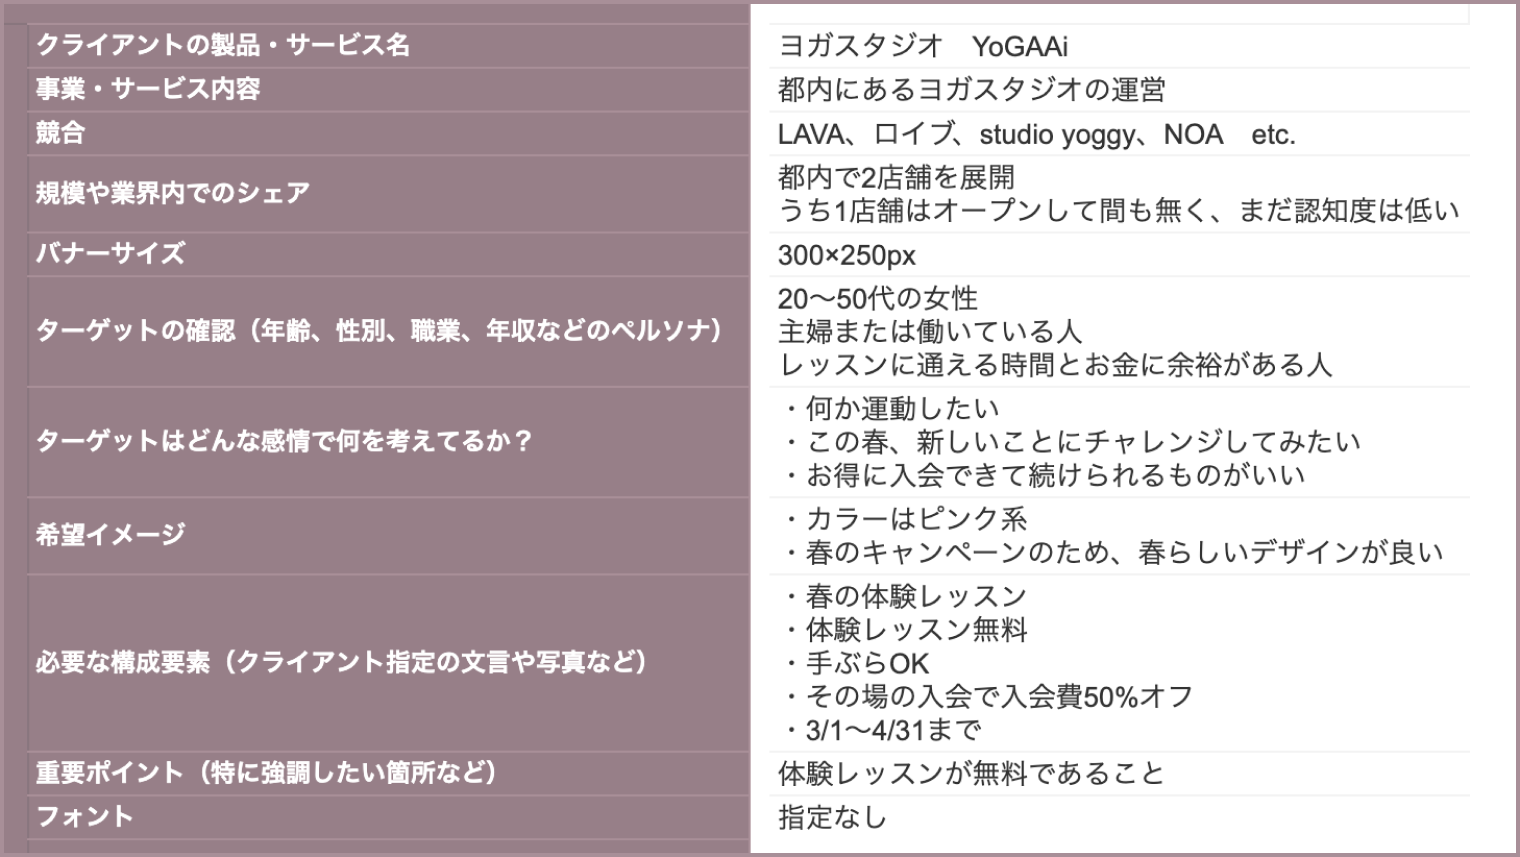 クライアントの製品・サービス名
ヨガスタジオ　YoGAAi
事業・サービス内容
都内にあるヨガスタジオの運営
競合
LAVA、ロイブ、studio yoggy、NOA　etc.
規模や業界内でのシェア
都内で2店舗を展開
うち1店舗はオープンして間も無く、まだ認知度は低い
バナーサイズ
300×250px
ターゲットの確認（年齢、性別、職業、年収などのペルソナ）
20〜50代の女性
主婦または働いている人
レッスンに通える時間とお金に余裕がある人
ターゲットはどんな感情で何を考えてるか？
・何か運動したい
・この春、新しいことにチャレンジしてみたい
・お得に入会できて続けられるものがいい
希望イメージ
・カラーはピンク系
・春のキャンペーンのため、春らしいデザインが良い
必要な構成要素（クライアント指定の文言や写真など）
・春の体験レッスン
・体験レッスン無料
・手ぶらOK
・その場の入会で入会費50%オフ
・3/1〜4/31まで
重要ポイント（特に強調したい箇所など）
体験レッスンが無料であること
フォント
指定なし